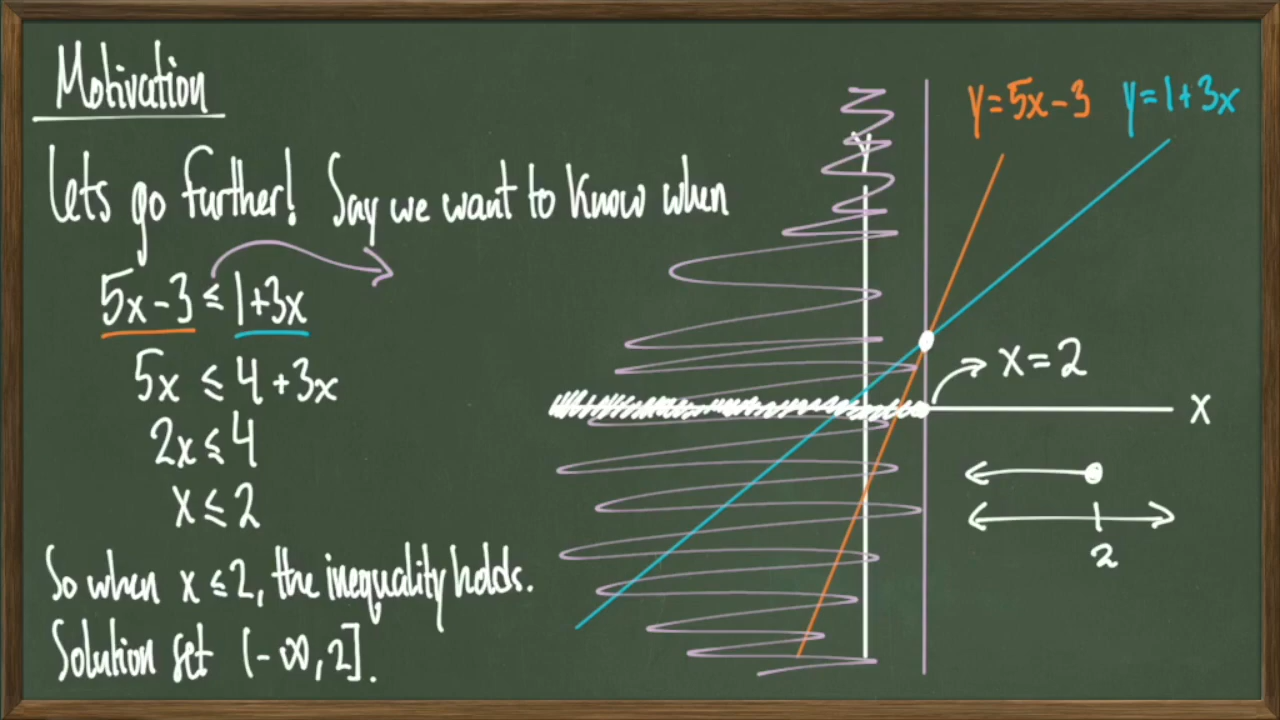 Motivation
Lets go further! Say we want to know when
5x-3 ≤ 1+3x
5x ≤ 4+3x
2x ≤ 4
x ≤ 2
So when x ≤ 2, the inequality holds.
Solution set (-∞, 2].
y=5x-3 y=1+3x
y
x=2
x
2